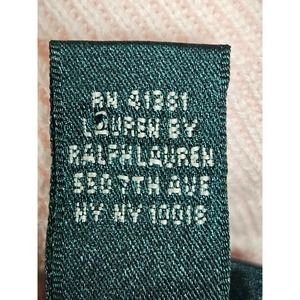 RN 41381
LAUREN BY
RALPH LAUREN
550 7TH AVE
NY NY 10018